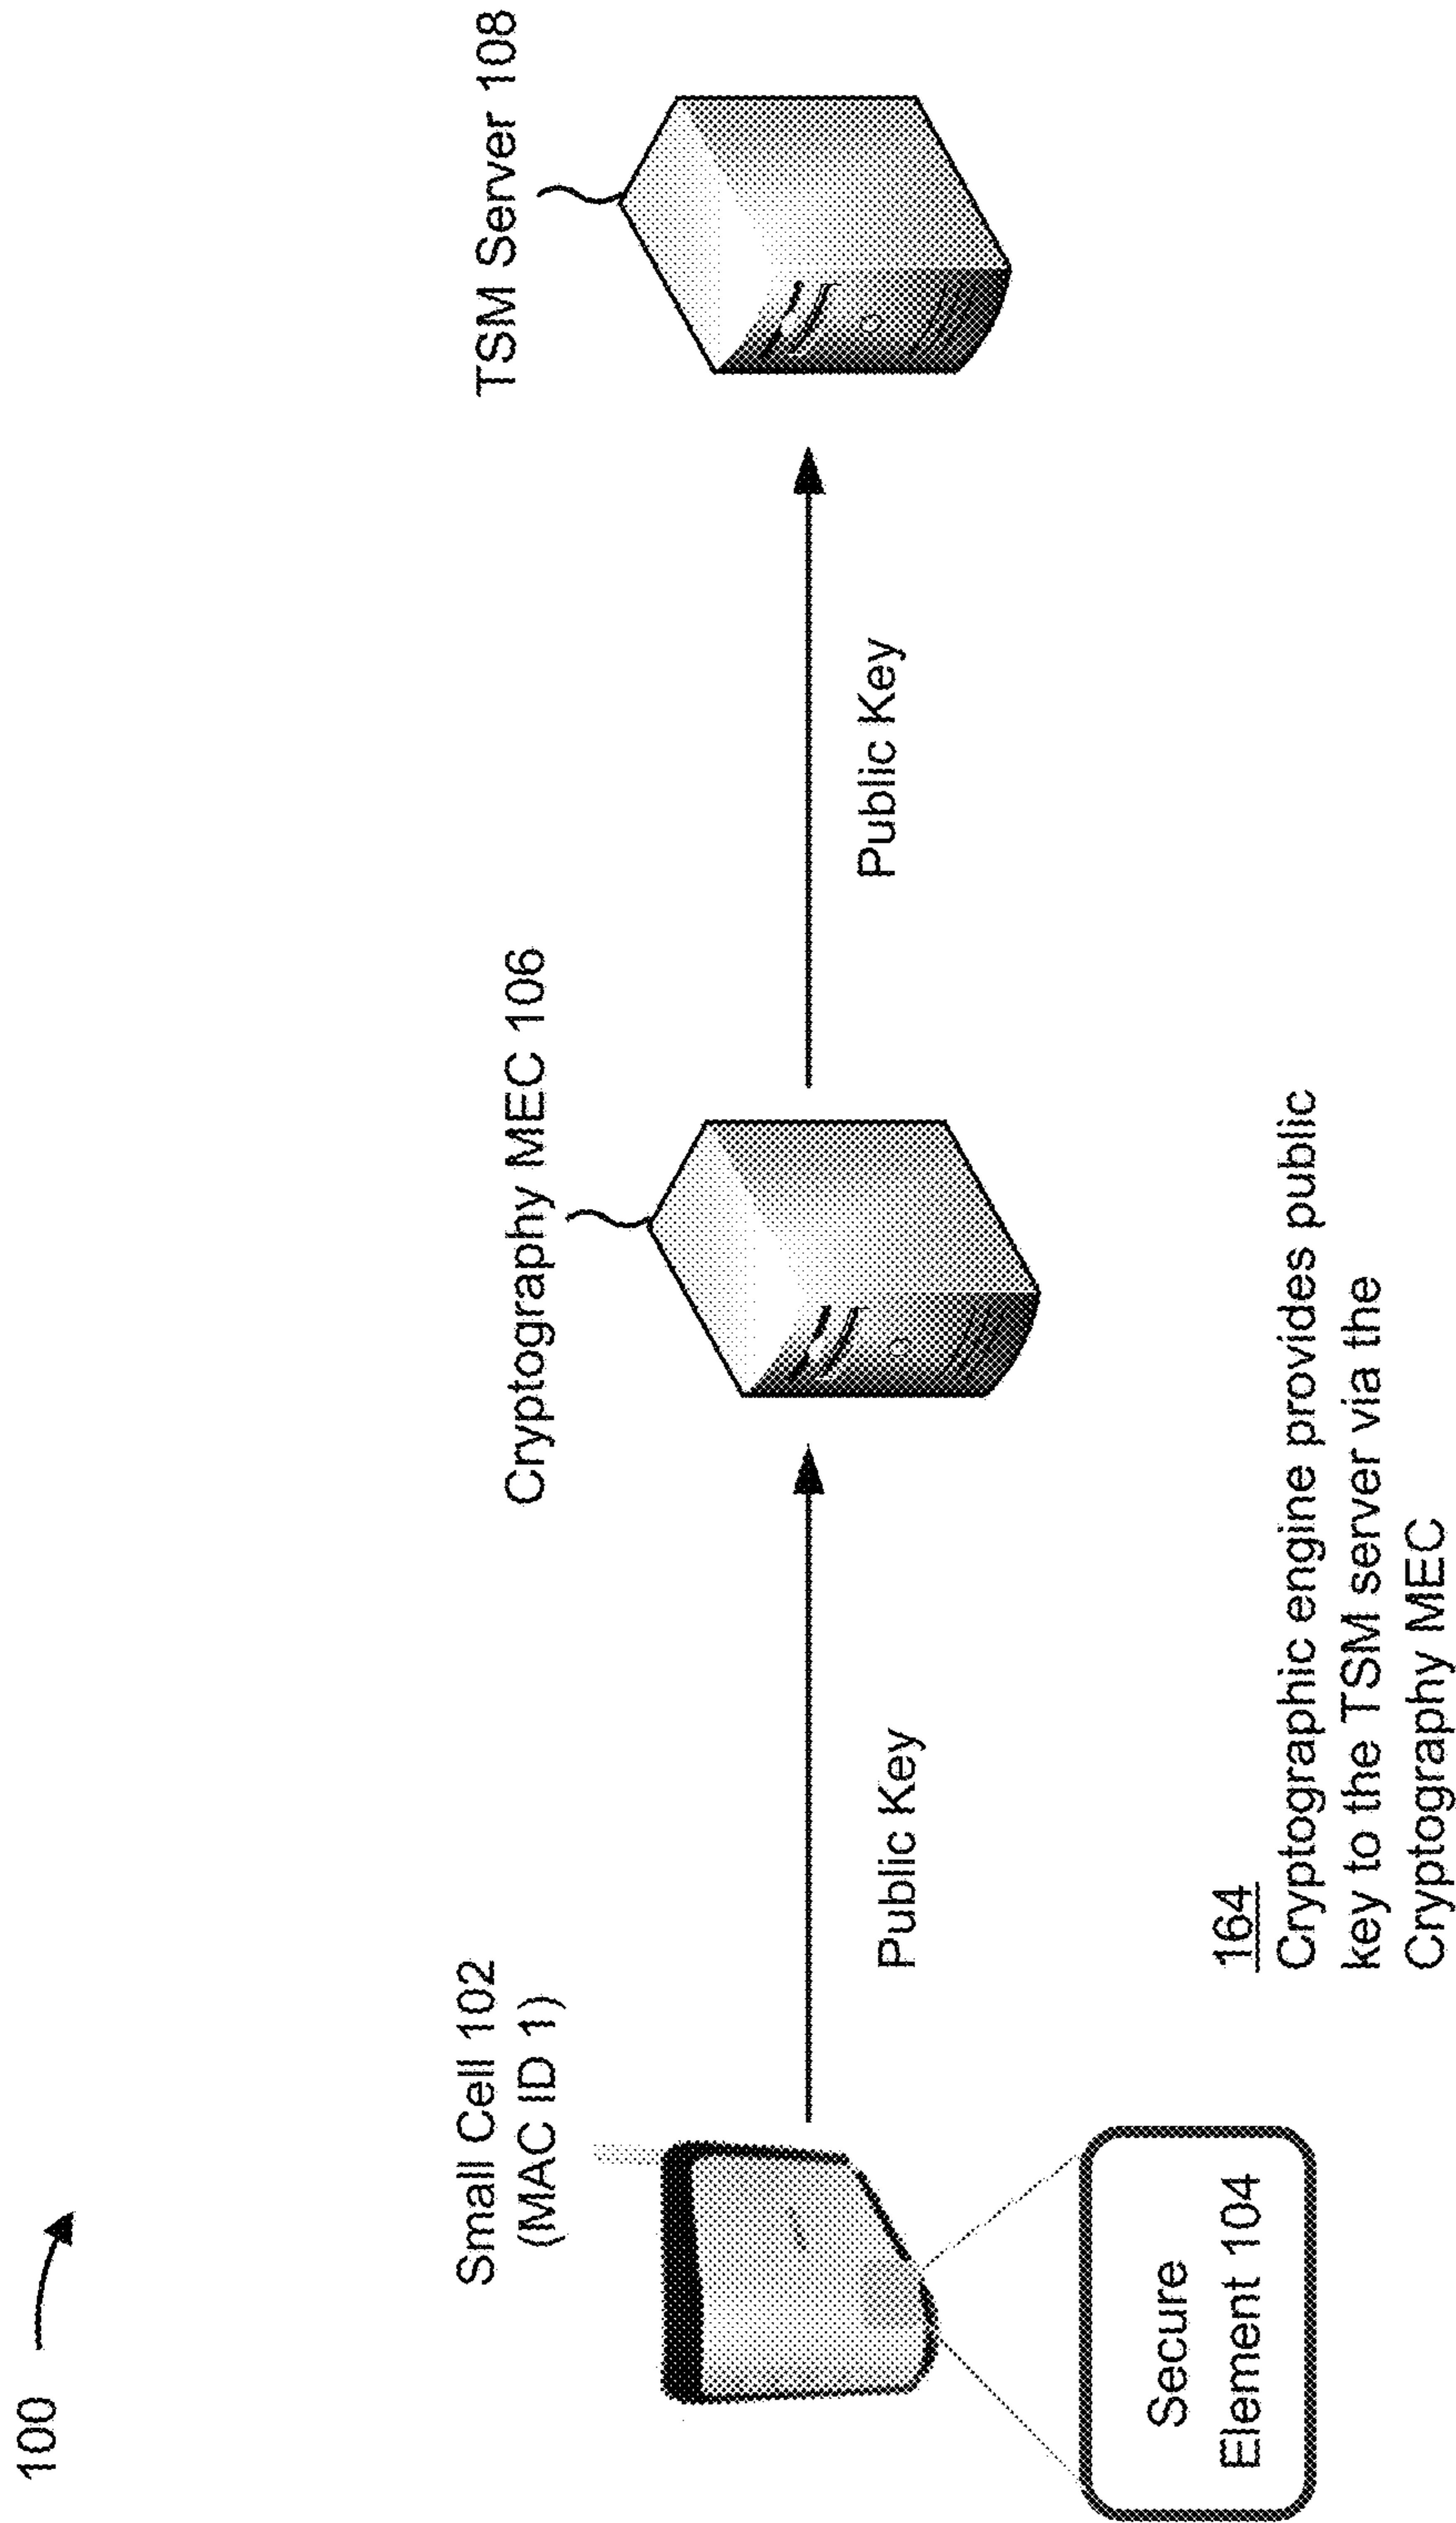 100
Small Cell 102
(MAC ID 1)
Cryptography MEC 106
TSM Server 108
Public Key
Public Key
Secure
Element 104
164
Cryptographic engine provides public
key to the TSM server via the
Cryptography MEC